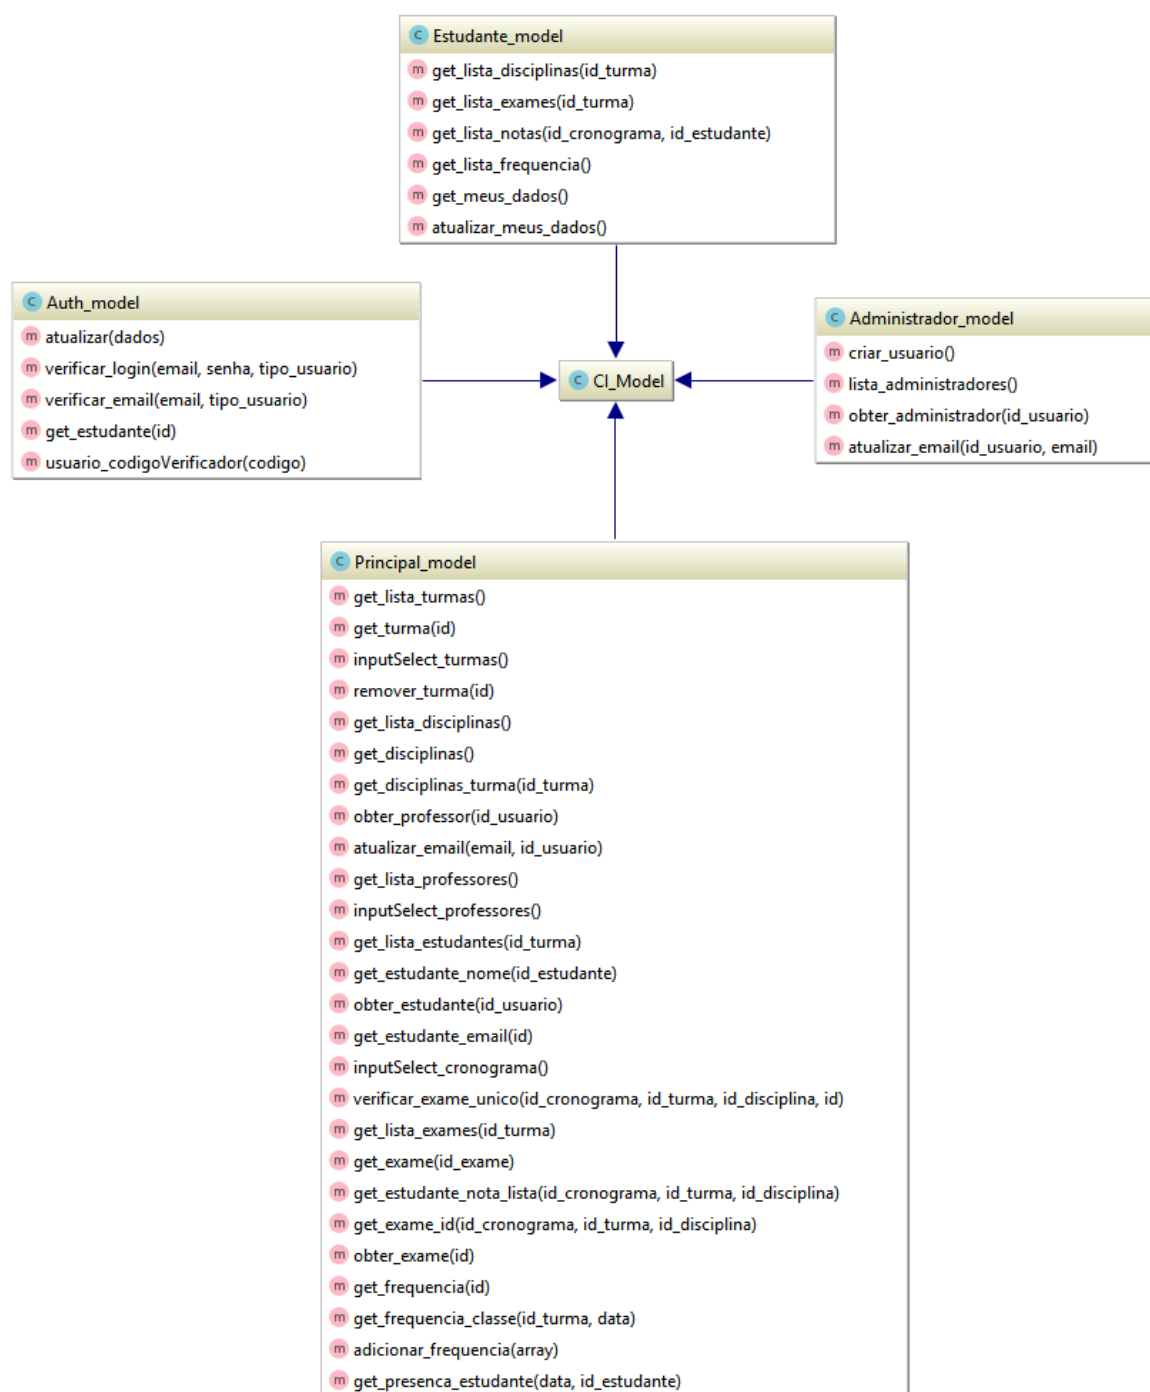 C Estudante_model
m get_lista_disciplinas(id_turma)
m get_lista_exames(id_turma)
m get_lista_notas(id_cronograma, id_estudante)
m get_lista_frequencia()
m get_meus_dados()
m atualizar_meus_dados()
C Auth_model
m atualizar(dados)
m verificar_login(email, senha, tipo_usuario)
m verificar_email(email, tipo_usuario)
m get_estudante(id)
m usuario_codigoVerificador(codigo)
C CI_Model
C Administrador_model
m criar_usuario()
m lista_administradores()
m obter_administrador(id_usuario)
m atualizar_email(id_usuario, email)
C Principal_model
m get_lista_turmas()
m get_turma(id)
m inputSelect_turmas()
m remover_turma(id)
m get_lista_disciplinas()
m get_disciplinas()
m get_disciplinas_turma(id_turma)
m obter_professor(id_usuario)
m atualizar_email(email, id_usuario)
m get_lista_professores()
m inputSelect_professores()
m get_lista_estudantes(id_turma)
m get_estudante_nome(id_estudante)
m obter_estudante(id_usuario)
m get_estudante_email(id)
m inputSelect_cronograma()
m verificar_exame_unico(id_cronograma, id_turma, id_disciplina, id)
m get_lista_exames(id_turma)
m get_exame(id_exame)
m get_estudante_nota_lista(id_cronograma, id_turma, id_disciplina)
m get_exame_id(id_cronograma, id_turma, id_disciplina)
m obter_exame(id)
m get_frequencia(id)
m get_frequencia_classe(id_turma, data)
m adicionar_frequencia(array)
m get_presenca_estudante(data, id_estudante)